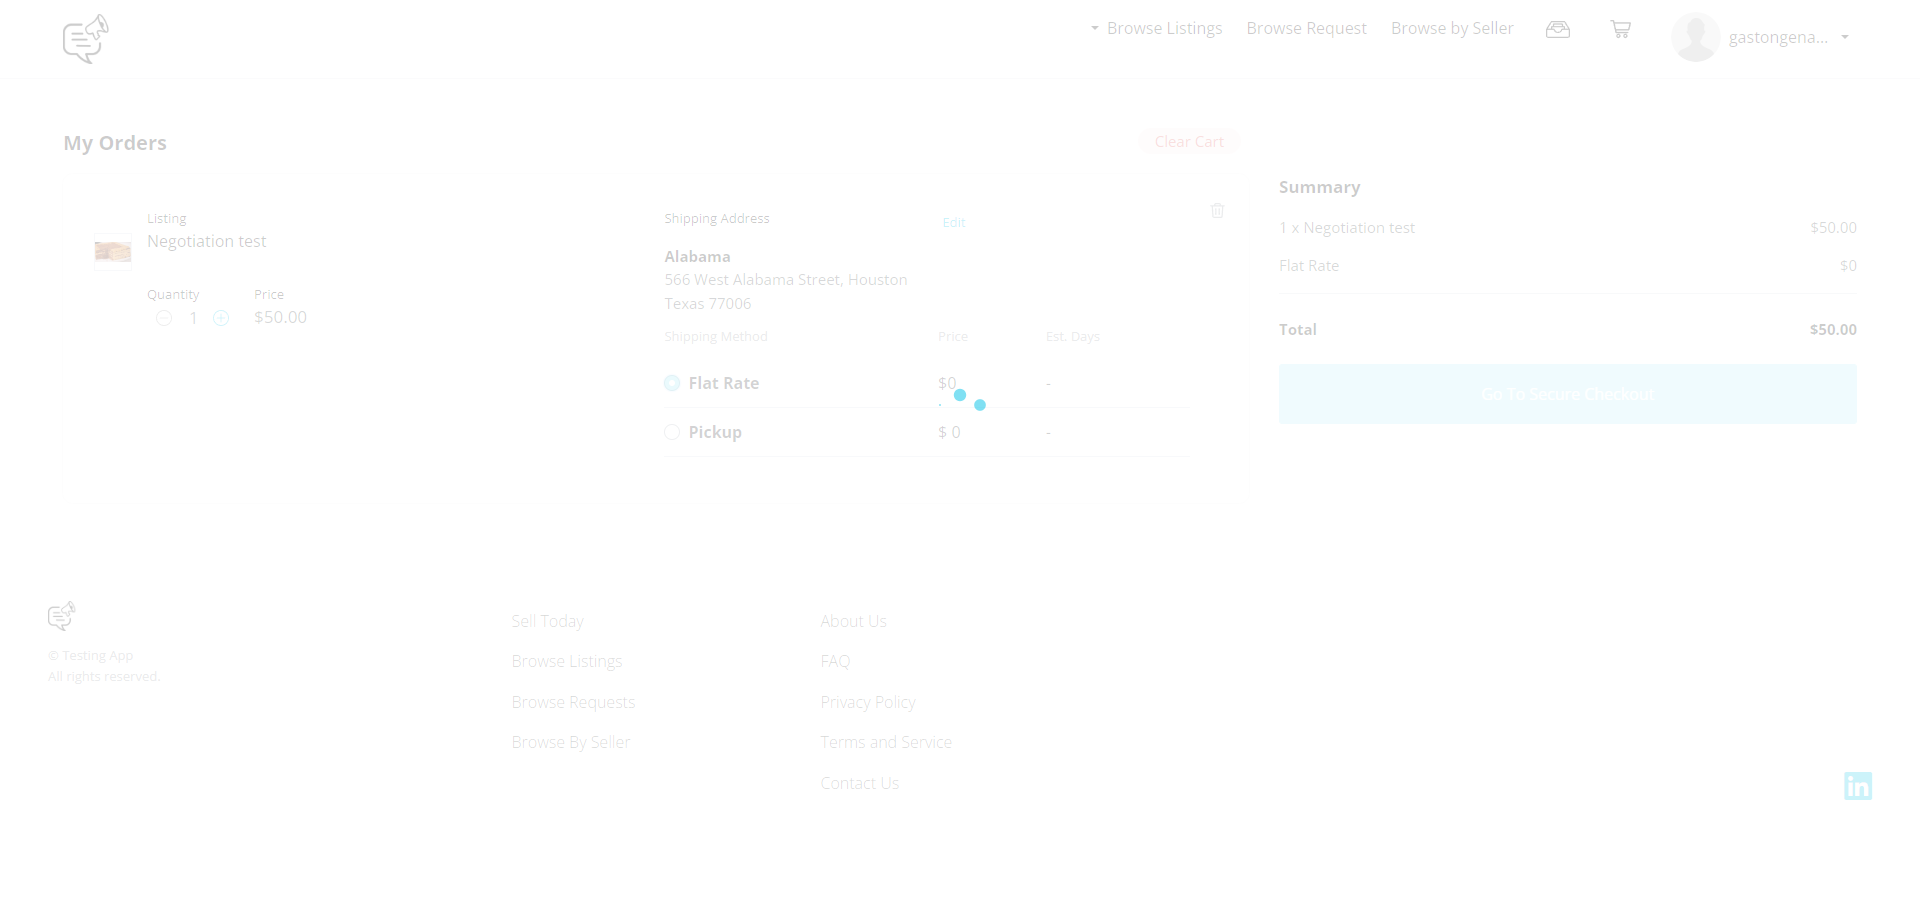 Browse Listings
Browse Request
Browse by Seller
gastongena...
My Orders
Clear Cart
Listing
Negotiation test
Quantity
Price
1
$50.00
Shipping Address
Edit
Alabama
566 West Alabama Street, Houston
Texas 77006
Shipping Method
Price
Est. Days
Flat Rate
$0
-
Pickup
$ 0
-
Summary
1 x Negotiation test
$50.00
Flat Rate
$0
Total
$50.00
Go To Secure Checkout
© Testing App
All rights reserved.
Sell Today
Browse Listings
Browse Requests
Browse By Seller
About Us
FAQ
Privacy Policy
Terms and Service
Contact Us
in